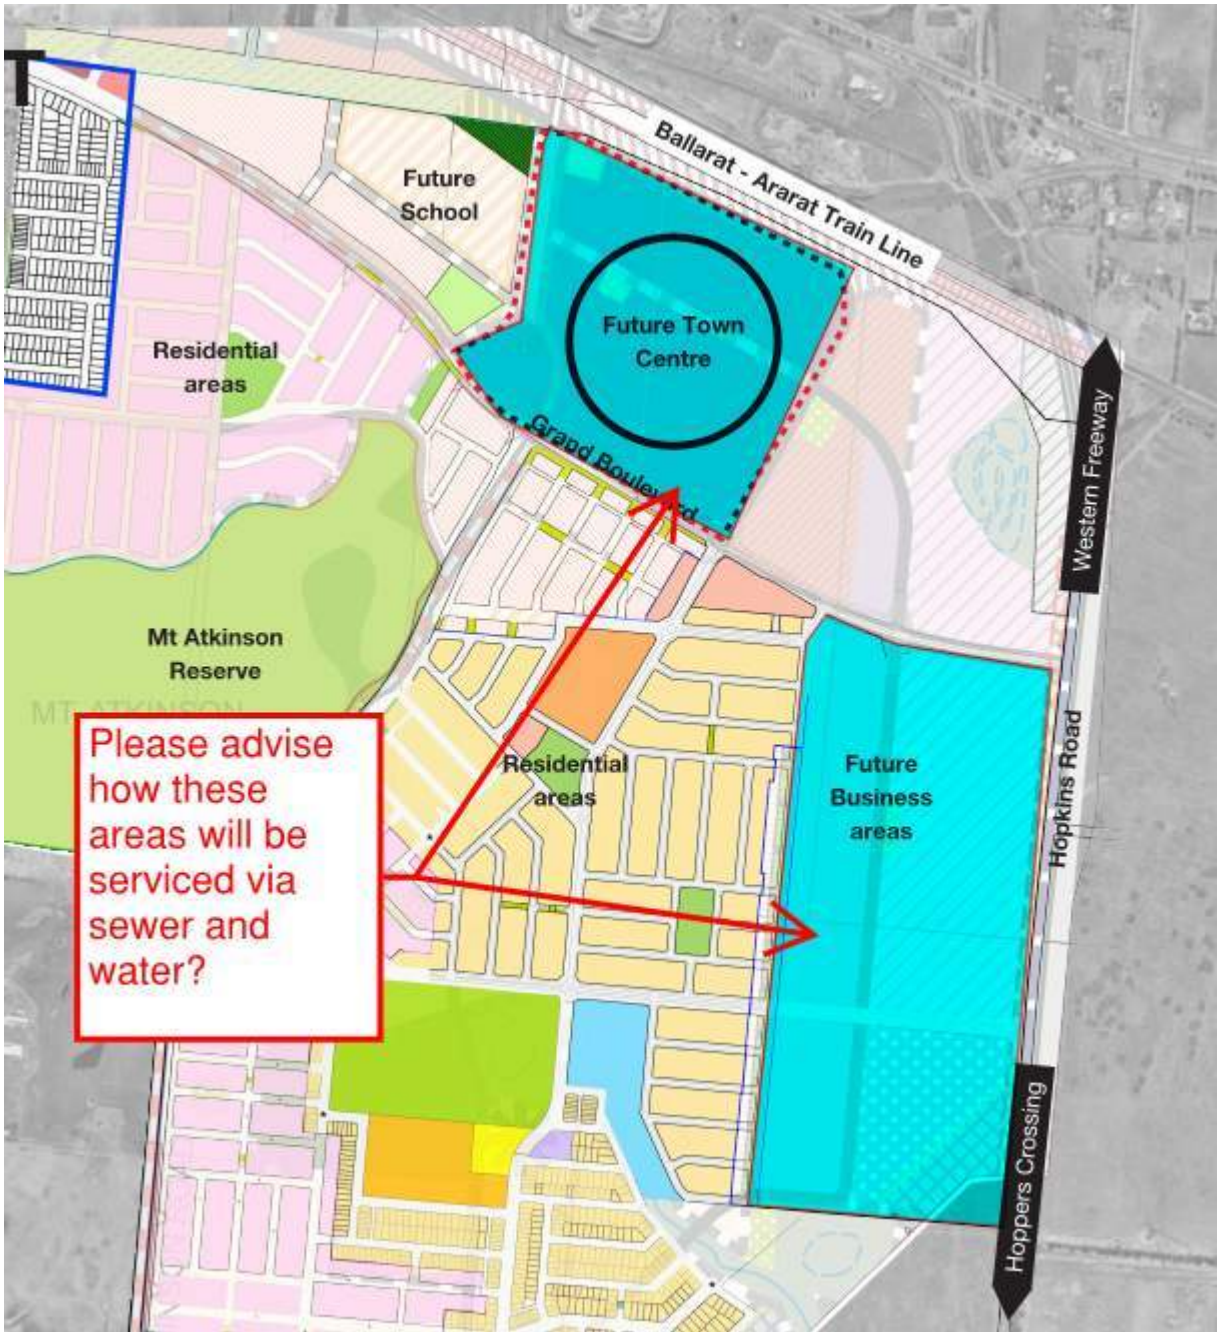 T
Ballarat - Ararat Train Line
Future
School
Future Town
Centre
Residential
areas
Grand Boulevard
Western Freeway
Mt Atkinson
Reserve
MT ATKINSON
Please advise
how these
areas will be
serviced via
sewer and
water?
Residential
areas
Future
Business
areas
Hopkins Road
Hoppers Crossing